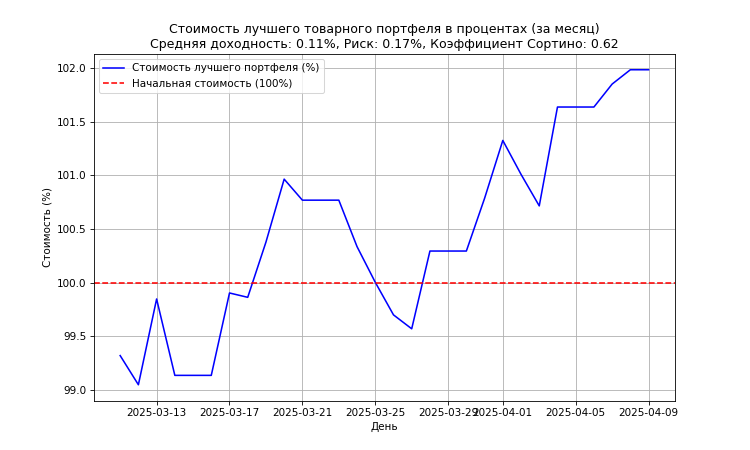 Стоимость лучшего товарного портфеля в процентах (за месяц)
Средняя доходность: 0.11%, Риск: 0.17%, Коэффициент Сортино: 0.62
Стоимость лучшего портфеля (%)
Начальная стоимость (100%)
Стоимость (%)
102.0
101.5
101.0
100.5
100.0
99.5
99.0
2025-03-13 2025-03-17 2025-03-21 2025-03-25 2025-03-29 2025-04-01 2025-04-05 2025-04-09
День